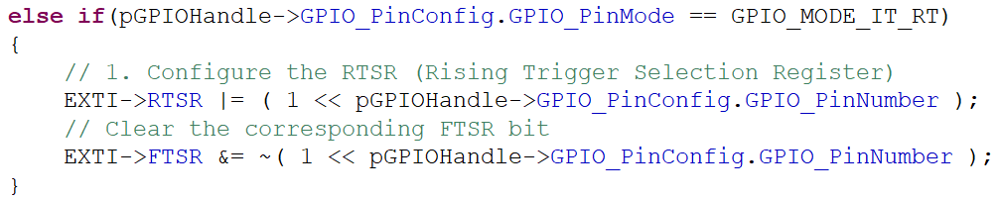 else if(pGPIOHandle->GPIO_PinConfig.GPIO_PinMode == GPIO_MODE_IT_RT)
{
    // 1. Configure the RTSR (Rising Trigger Selection Register)
    EXTI->RTSR |= ( 1 << pGPIOHandle->GPIO_PinConfig.GPIO_PinNumber );
    // Clear the corresponding FTSR bit
    EXTI->FTSR &= ~( 1 << pGPIOHandle->GPIO_PinConfig.GPIO_PinNumber );
}